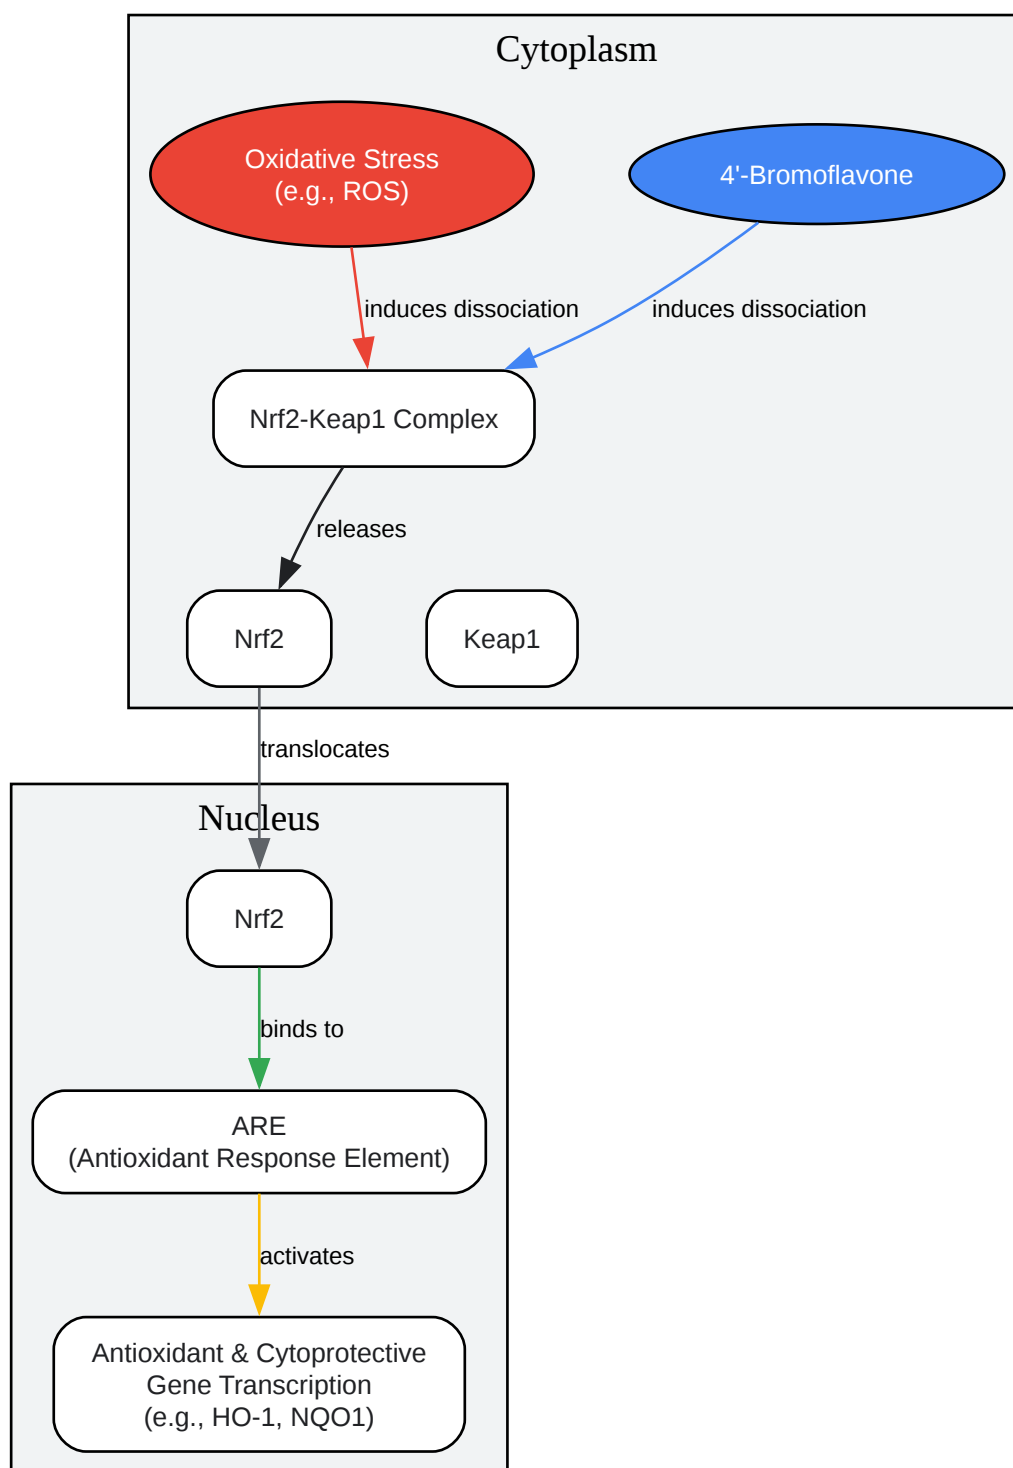 Cytoplasm
Oxidative Stress
(e.g., ROS)
4'-Bromoflavone
induces dissociation
induces dissociation
Nrf2-Keap1 Complex
releases
Nrf2
Keap1
translocates
Nucleus
Nrf2
binds to
ARE
(Antioxidant Response Element)
activates
Antioxidant & Cytoprotective
Gene Transcription
(e.g., HO-1, NQO1)